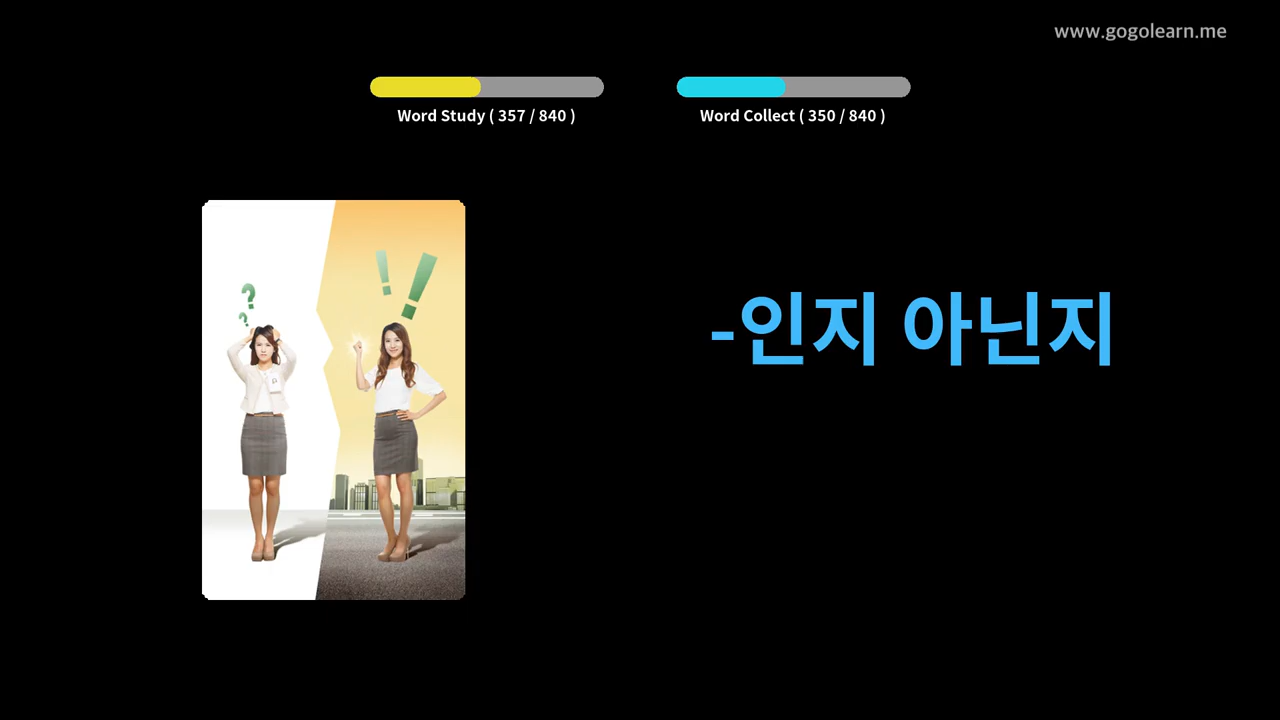 www.gogolearn.me
Word Study ( 357 / 840 )
Word Collect ( 350 / 840 )
? ?
! !
-인지 아닌지